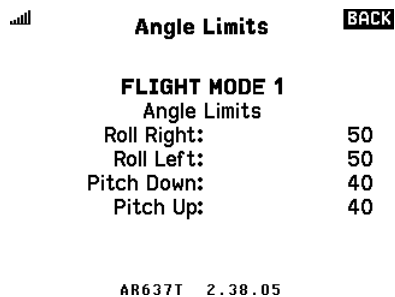 Angle Limits BACK
FLIGHT MODE 1
Angle Limits
Roll Right: 50
Roll Left: 50
Pitch Down: 40
Pitch Up: 40
AR637T 2.38.05